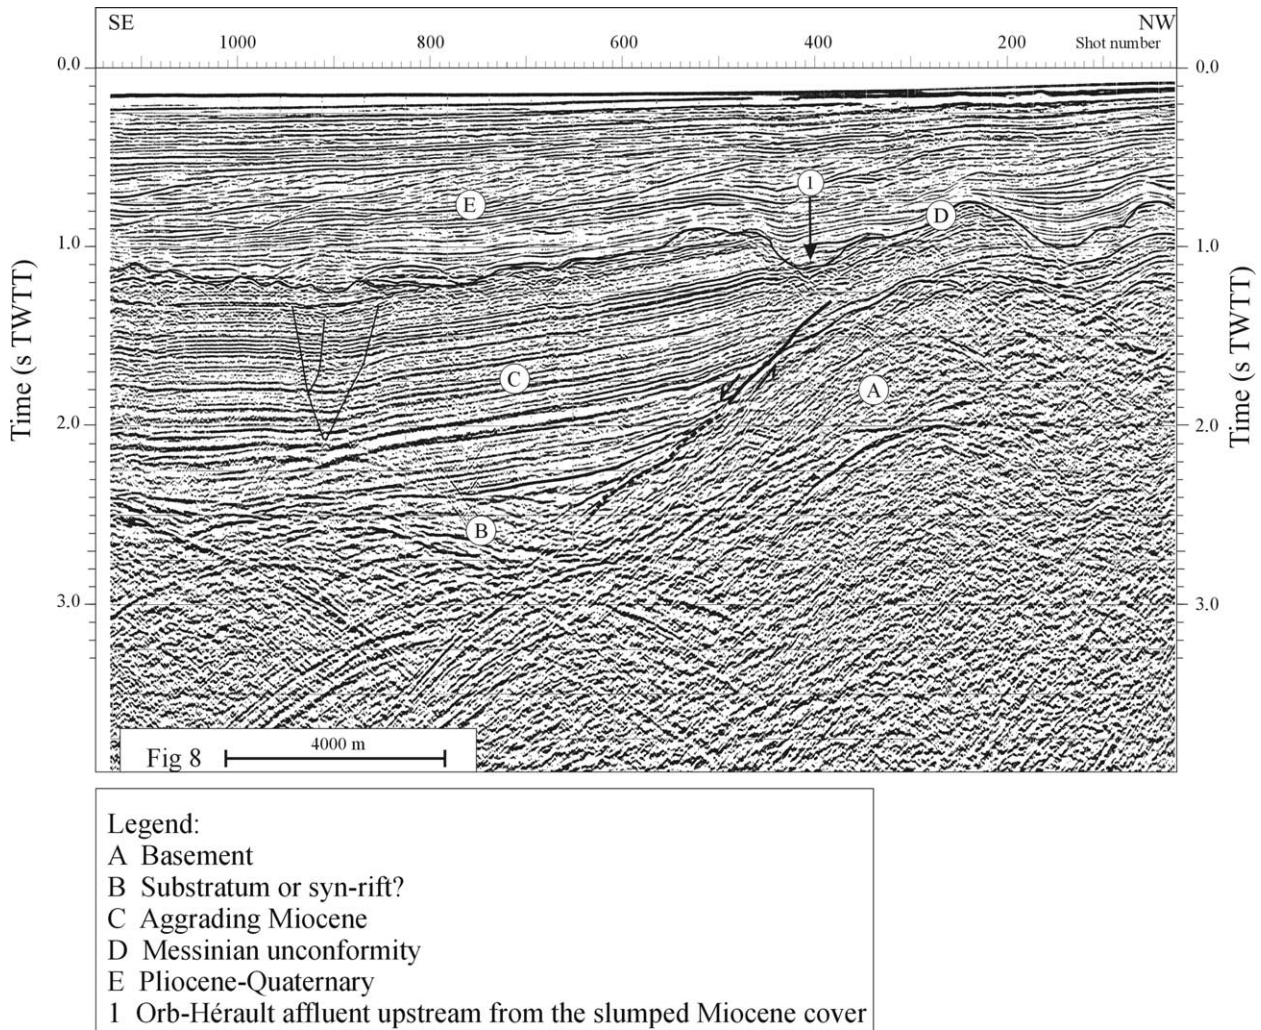 SE NW
1000 800 600 400 200 Shot number
0.0 0.0
1
E D
1.0 1.0
Time (s TWTT) Time (s TWTT)
C A
2.0 2.0
B
3.0 3.0
4000 m
Fig 8
Legend:
A Basement
B Substratum or syn-rift?
C Aggrading Miocene
D Messinian unconformity
E Pliocene-Quaternary
1 Orb-Hérault affluent upstream from the slumped Miocene cover